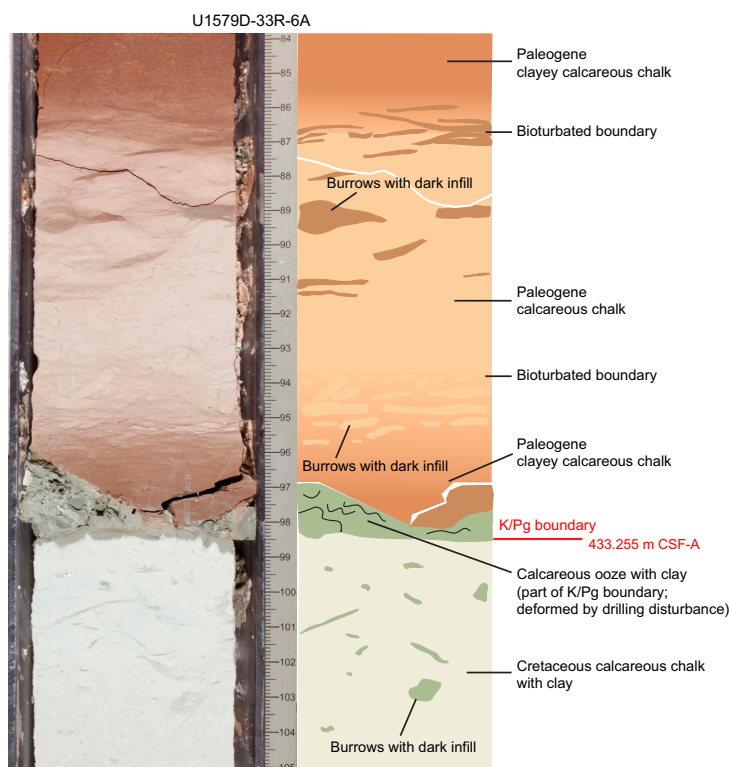 U1579D-33R-6A
84
85
86
87
88
89
90
91
92
93
94
95
96
97
98
99
100
101
102
103
104
105
Paleogene
clayey calcareous chalk
Bioturbated boundary
Burrows with dark infill
Paleogene
calcareous chalk
Bioturbated boundary
Burrows with dark infill
Paleogene
clayey calcareous chalk
K/Pg boundary
433.255 m CSF-A
Calcareous ooze with clay
(part of K/Pg boundary;
deformed by drilling disturbance)
Cretaceous calcareous chalk
with clay
Burrows with dark infill